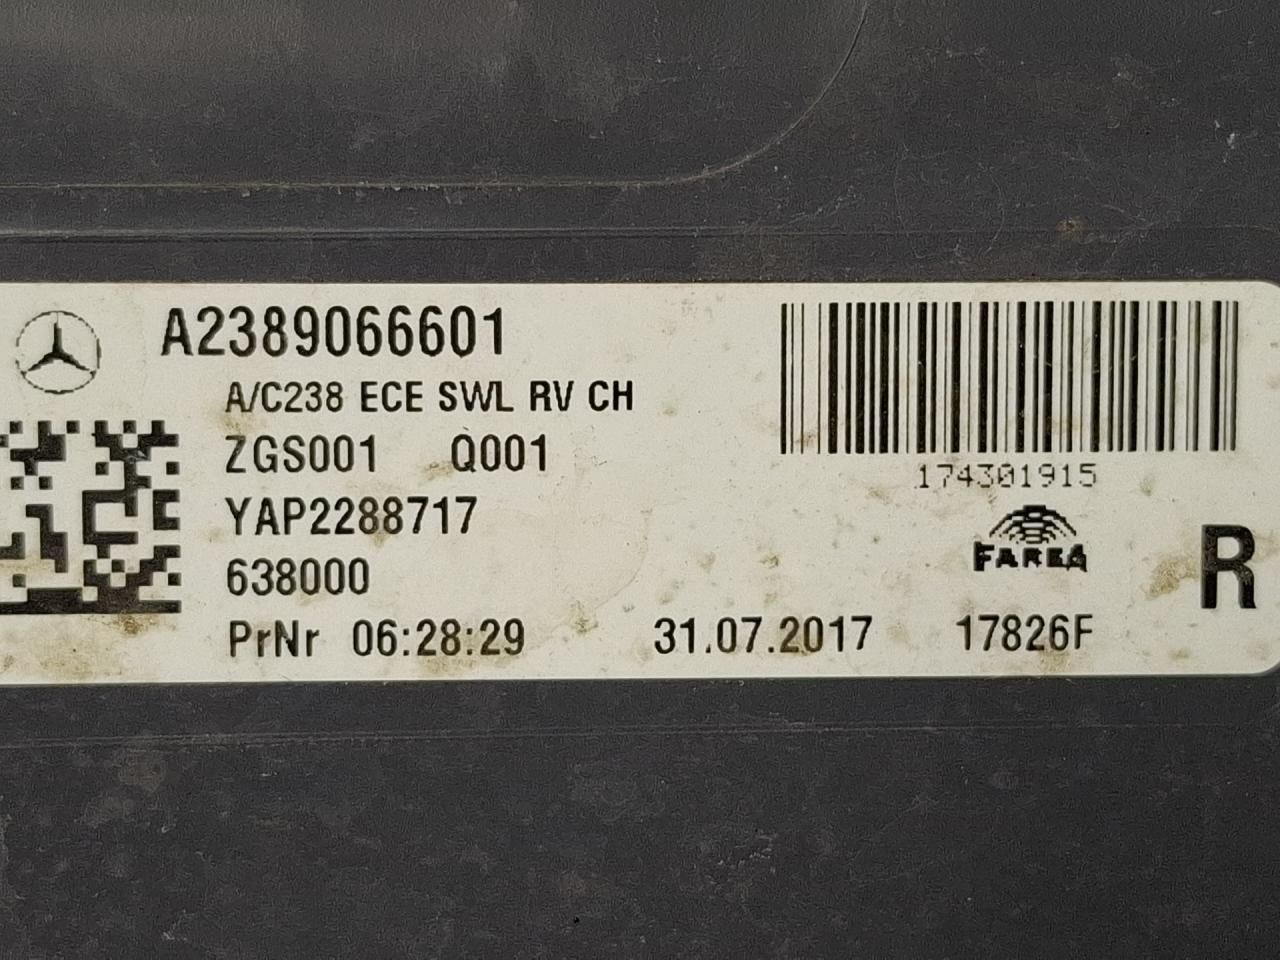 A2389066601
A/C238 ECE SWL RV CH
ZGS001 Q001
YAP2288717
638000
PrNr 06:28:29 31.07.2017 17826F
174301915
FARBA
R